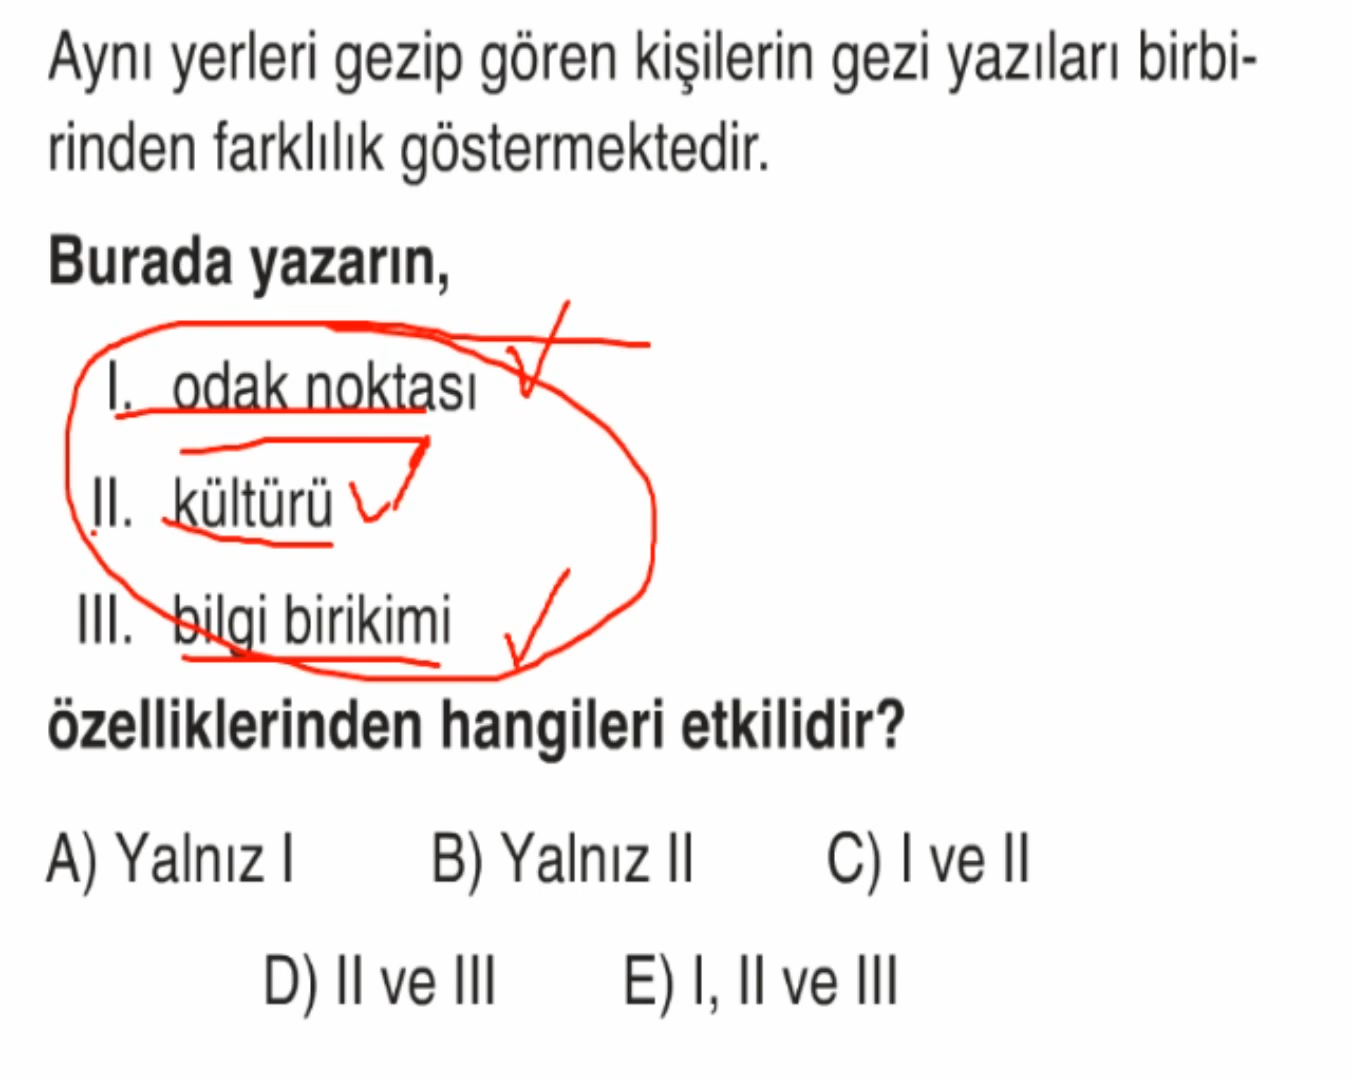 Aynı yerleri gezip gören kişilerin gezi yazıları birbi-
rinden farklılık göstermektedir.
Burada yazarın,
I. odak noktası
II. kültürü
III. bilgi birikimi
özelliklerinden hangileri etkilidir?
A) Yalnız I B) Yalnız II C) I ve II
D) II ve III E) I, II ve III